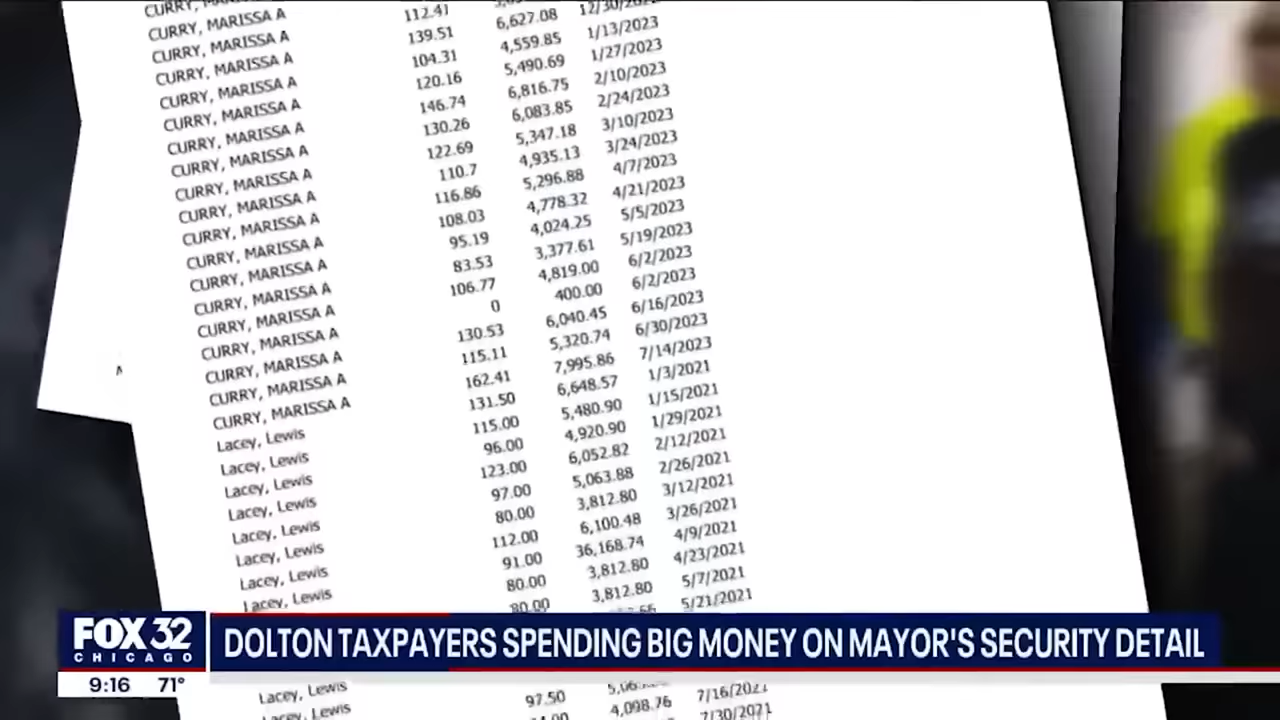 CURRY, MARISSA A
CURRY, MARISSA A 112.41
CURRY, MARISSA A 139.51 6,627.08
CURRY, MARISSA A 104.31 4,559.85 1/13/2023
CURRY, MARISSA A 120.16 5,490.69 1/27/2023
CURRY, MARISSA A 146.74 6,816.75 2/10/2023
CURRY, MARISSA A 130.26 6,083.85 2/24/2023
CURRY, MARISSA A 122.69 5,347.18 3/10/2023
CURRY, MARISSA A 110.7 4,935.13 3/24/2023
CURRY, MARISSA A 116.86 5,296.88 4/7/2023
CURRY, MARISSA A 108.03 4,778.32 4/21/2023
CURRY, MARISSA A 95.19 4,024.25 5/5/2023
CURRY, MARISSA A 83.53 3,377.61 5/19/2023
CURRY, MARISSA A 106.77 4,819.00 6/2/2023
CURRY, MARISSA A 0 400.00 6/2/2023
CURRY, MARISSA A 130.53 6,040.45 6/16/2023
CURRY, MARISSA A 115.11 5,320.74 6/30/2023
CURRY, MARISSA A 162.41 7,995.86 7/14/2023
Lacey, Lewis 131.50 6,648.57 1/3/2021
Lacey, Lewis 115.00 5,480.90 1/15/2021
Lacey, Lewis 96.00 4,920.90 1/29/2021
Lacey, Lewis 123.00 6,052.82 2/12/2021
Lacey, Lewis 97.00 5,063.88 2/26/2021
Lacey, Lewis 80.00 3,812.80 3/12/2021
Lacey, Lewis 112.00 6,100.48 3/26/2021
Lacey, Lewis 91.00 36,168.74 4/9/2021
80.00 3,812.80 4/23/2021
80.00 3,812.80 5/7/2021
5/21/2021
FOX 32
CHICAGO
DOLTON TAXPAYERS SPENDING BIG MONEY ON MAYOR'S SECURITY DETAIL
9:16 71°
Lacey, Lewis
Lacey, Lewis
97.50
4,098.76 7/16/2021
7/30/2021